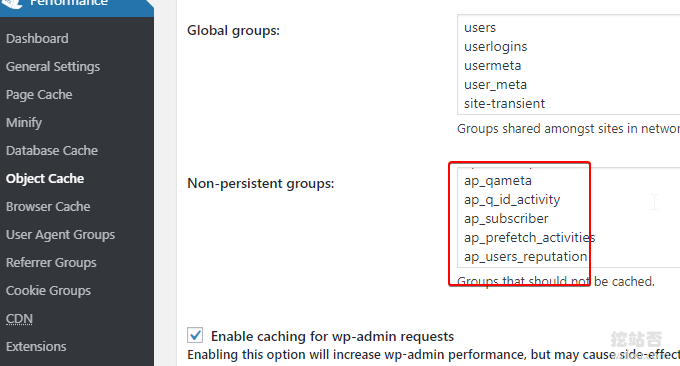 Performance
Dashboard
General Settings
Page Cache
Minify
Database Cache
Object Cache
Browser Cache
User Agent Groups
Referrer Groups
Cookie Groups
CDN
Extensions
Global groups:
users
userlogins
usermeta
user_meta
site-transient
Groups shared amongst sites in networ
Non-persistent groups:
ap_qameta
ap_q_id_activity
ap_subscriber
ap_prefetch_activities
ap_users_reputation
Groups that should not be cached.
Enable caching for wp-admin requests
Enabling this option will increase wp-admin performance, but may cause side-effect
挖站否